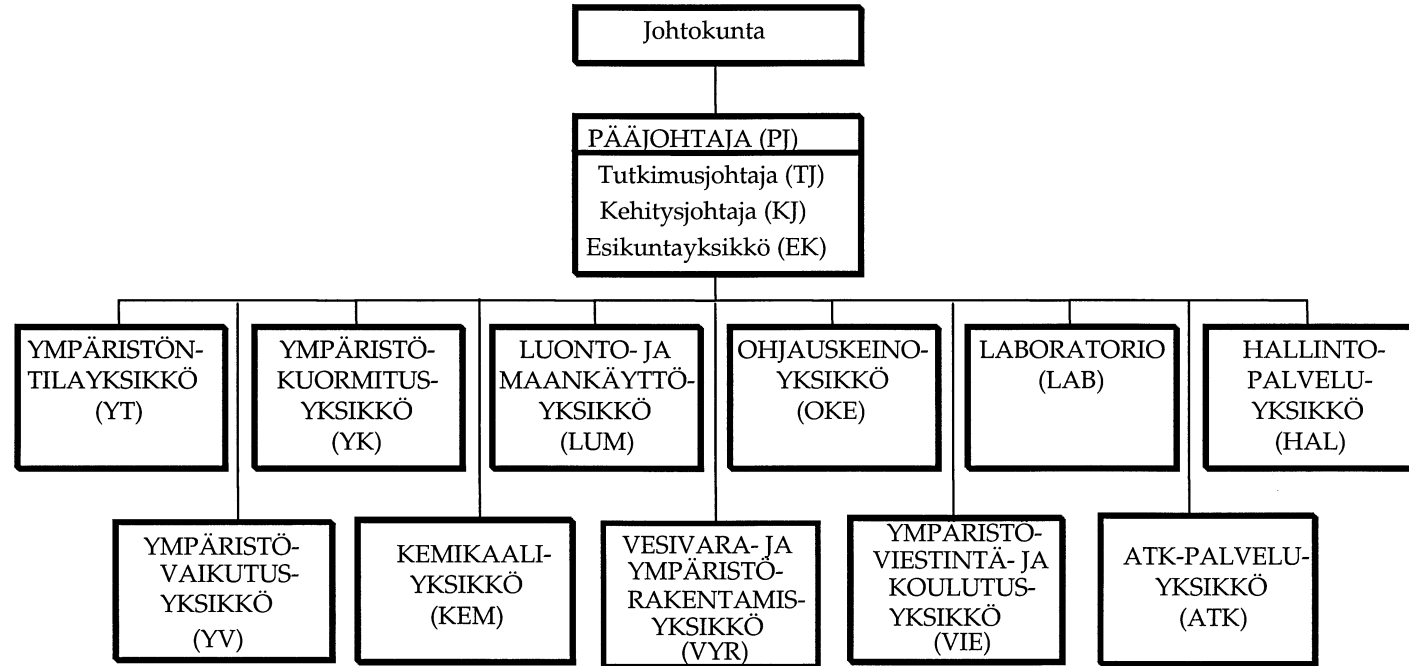 Johtokunta
PÄÄJOHTAJA (PJ)
Tutkimusjohtaja (TJ)
Kehitysjohtaja (KJ)
Esikuntayksikkö (EK)
YMPÄRISTÖN-
TILAYKSIKKÖ
(YT)
YMPÄRISTÖ-
KUORMITUS-
YKSIKKÖ
(YK)
LUONTO- JA
MAANKÄYTTÖ-
YKSIKKÖ
(LUM)
OHJAUSKEINO-
YKSIKKÖ
(OKE)
LABORATORIO
(LAB)
HALLINTO-
PALVELU-
YKSIKKÖ
(HAL)
YMPÄRISTÖ-
VAIKUTUS-
YKSIKKÖ
(YV)
KEMIKAALI-
YKSIKKÖ
(KEM)
VESIVARA- JA
YMPÄRISTÖ-
RAKENTAMIS-
YKSIKKÖ
(VYR)
YMPÄRISTÖ-
VIESTINTÄ- JA
KOULUTUS-
YKSIKKÖ
(VIE)
ATK-PALVELU-
YKSIKKÖ
(ATK)